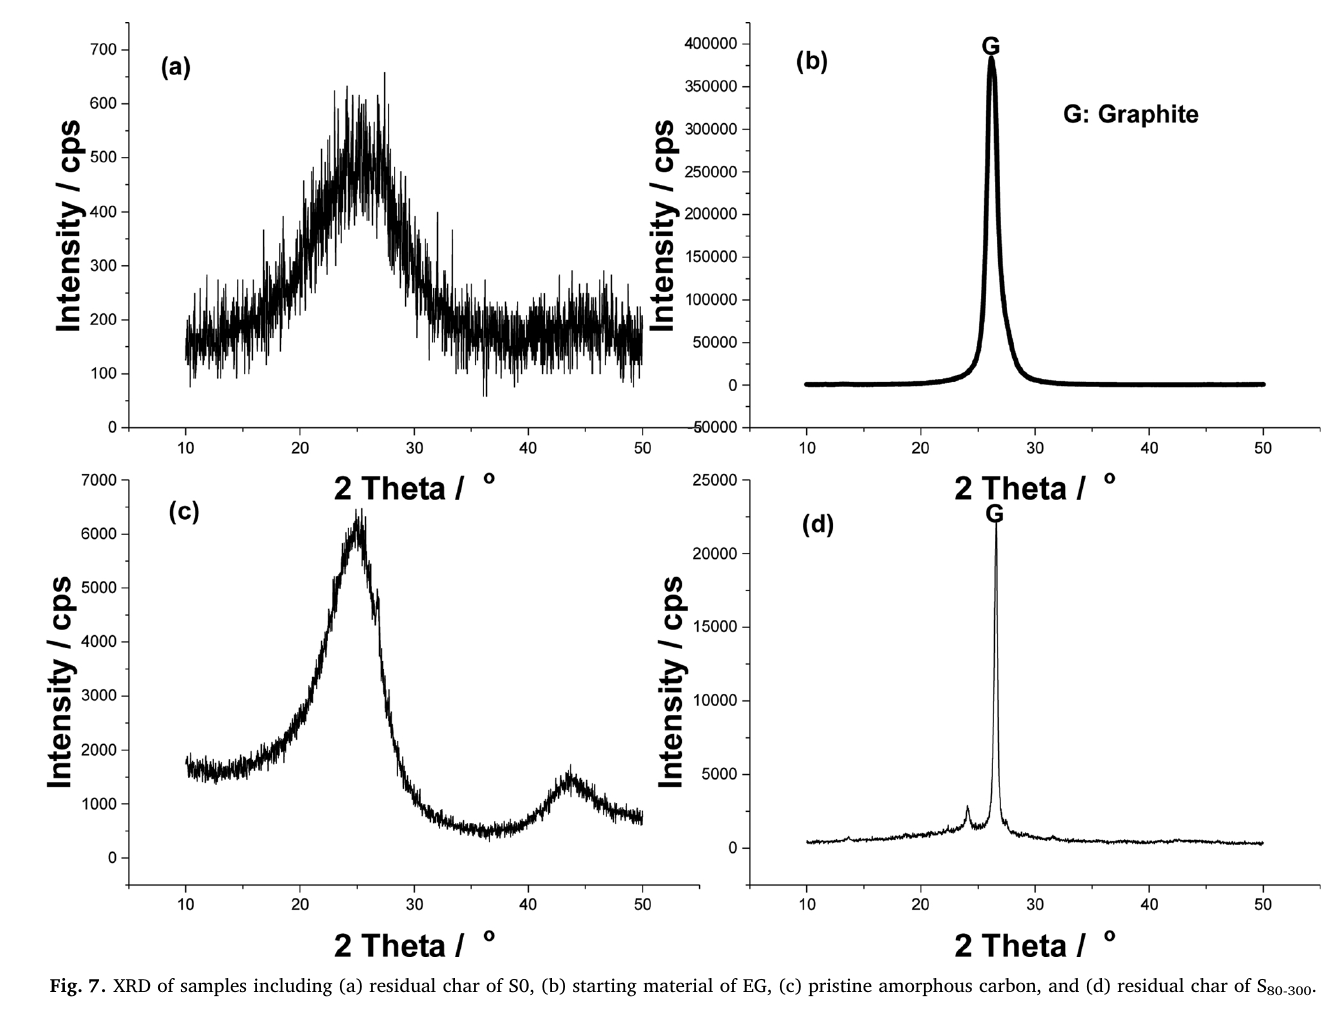 (a)
Intensity / cps
700
600
500
400
300
200
100
0
10 20 30 40 50
2 Theta / °
(b)
G
G: Graphite
Intensity / cps
400000
350000
300000
250000
200000
150000
100000
50000
0
-50000
10 20 30 40 50
2 Theta / °
(c)
Intensity / cps
7000
6000
5000
4000
3000
2000
1000
0
10 20 30 40 50
2 Theta / °
(d)
G
Intensity / cps
25000
20000
15000
10000
5000
0
10 20 30 40 50
2 Theta / °
Fig. 7. XRD of samples including (a) residual char of S0, (b) starting material of EG, (c) pristine amorphous carbon, and (d) residual char of S80-300.